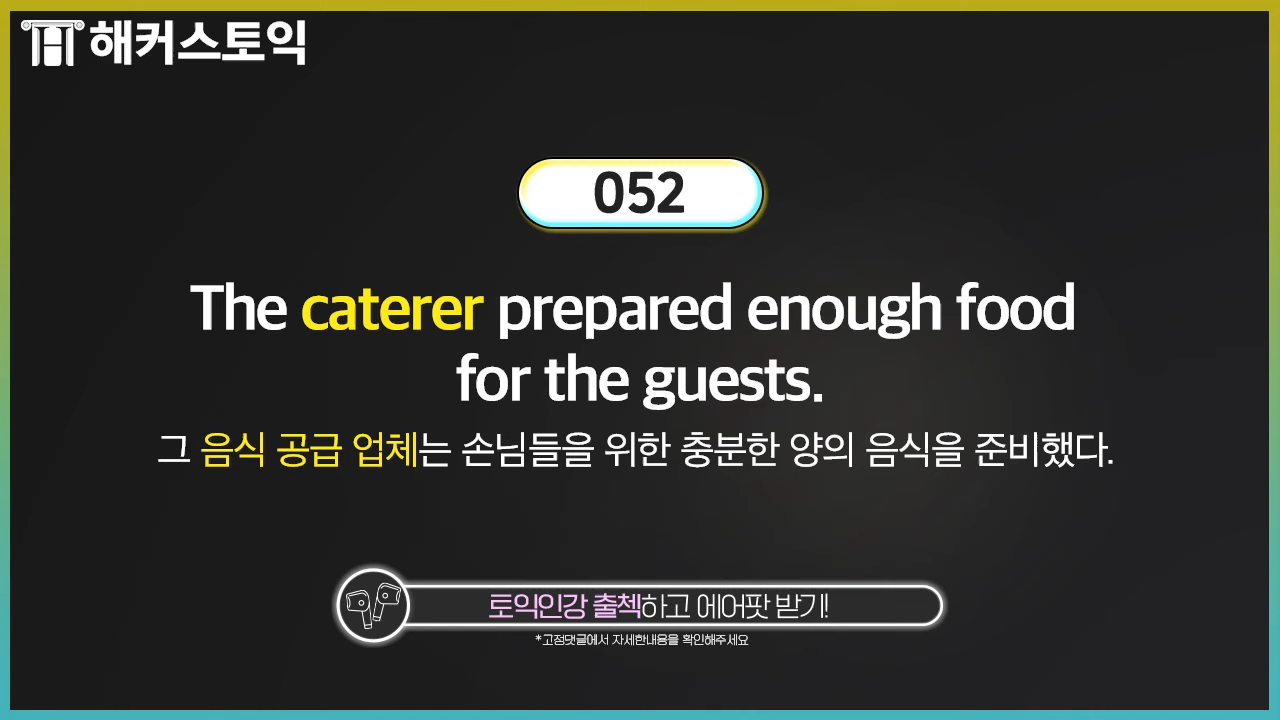 해커스토익
052
The caterer prepared enough food
for the guests.
그 음식 공급 업체는 손님들을 위한 충분한 양의 음식을 준비했다.
토익인강 출첵하고 에어팟 받기!
*고정댓글에서 자세한내용을 확인해주세요